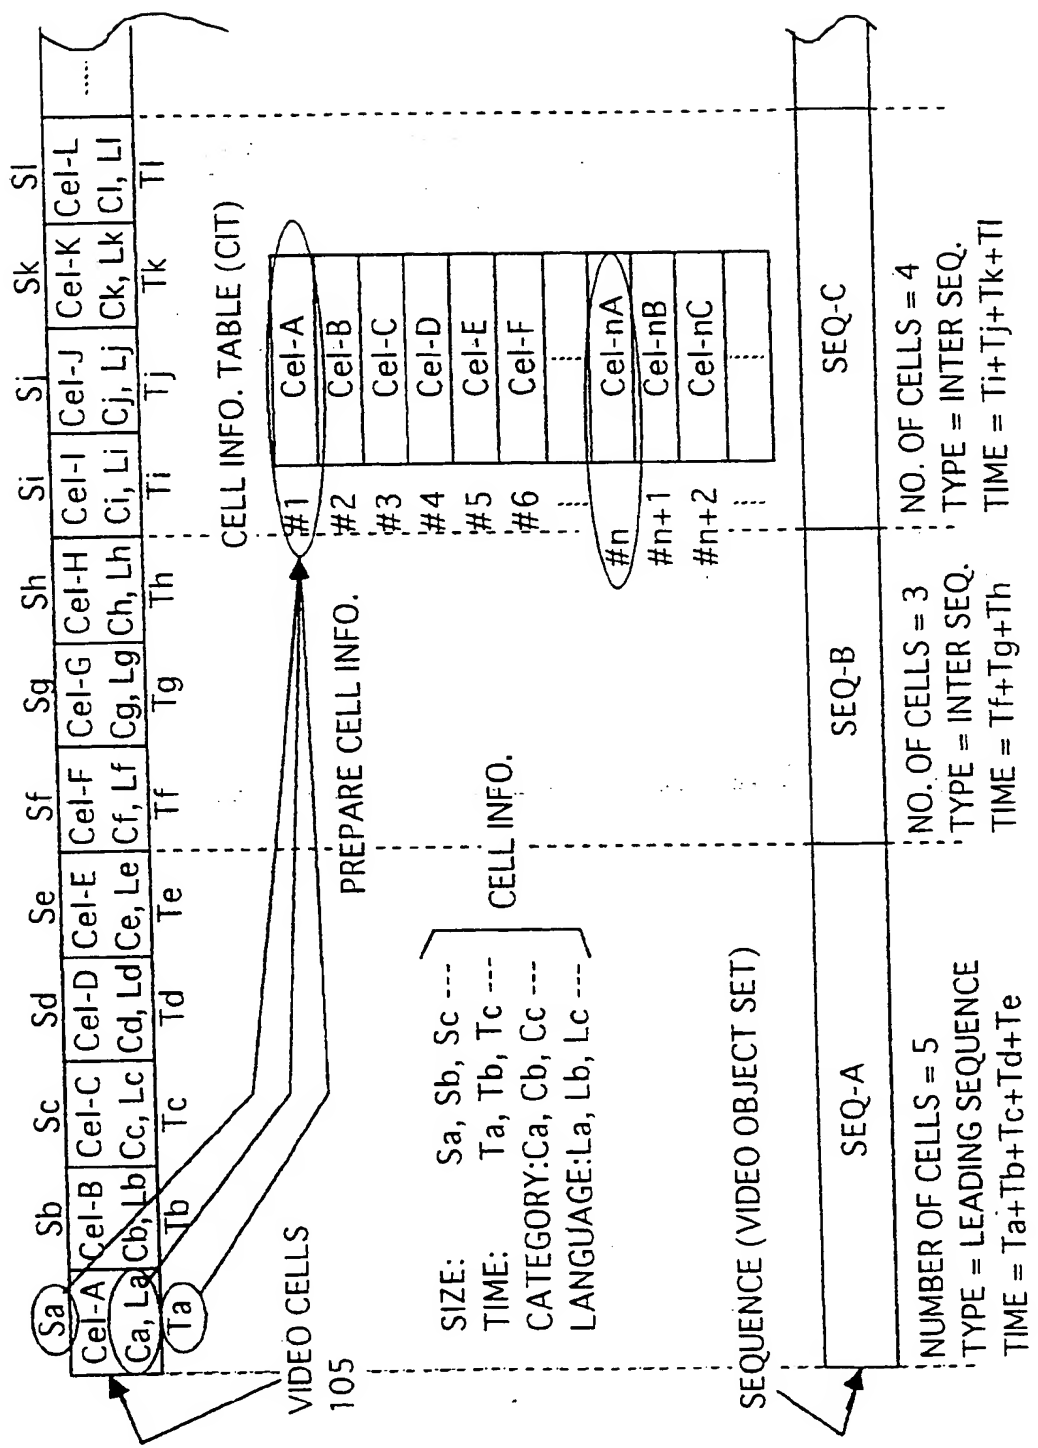 Sa Sb Sc Sd Se Sf Sg Sh Si Sj Sk Sl
Cel-A Cel-B Cel-C Cel-D Cel-E Cel-F Cel-G Cel-H Cel-I Cel-J Cel-K Cel-L ......
Ca, La Cb, Lb Cc, Lc Cd, Ld Ce, Le Cf, Lf Cg, Lg Ch, Lh Ci, Li Cj, Lj Ck, Lk Cl, Ll
Ta Tb Tc Td Te Tf Tg Th Ti Tj Tk Tl
VIDEO CELLS
105
PREPARE CELL INFO.
CELL INFO. TABLE (CIT)
#1 Cel-A
#2 Cel-B
#3 Cel-C
#4 Cel-D
#5 Cel-E
#6 Cel-F
...... ......
#n Cel-nA
#n+1 Cel-nB
#n+2 Cel-nC
...... ......
SIZE: Sa, Sb, Sc ---
TIME: Ta, Tb, Tc ---
CATEGORY:Ca, Cb, Cc ---
LANGUAGE:La, Lb, Lc ----
CELL INFO.
SEQUENCE (VIDEO OBJECT SET)
SEQ-A SEQ-B SEQ-C
NUMBER OF CELLS = 5
TYPE = LEADING SEQUENCE
TIME = Ta+Tb+Tc+Td+Te
NO. OF CELLS = 3
TYPE = INTER SEQ.
TIME = Tf+Tg+Th
NO. OF CELLS = 4
TYPE = INTER SEQ.
TIME = Ti+Tj+Tk+Tl